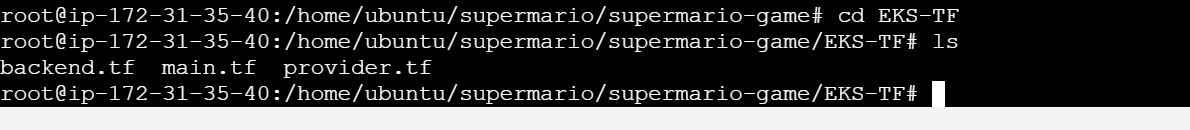 root@ip-172-31-35-40:/home/ubuntu/supermario/supermario-game# cd EKS-TF
root@ip-172-31-35-40:/home/ubuntu/supermario/supermario-game/EKS-TF# ls
backend.tf  main.tf  provider.tf
root@ip-172-31-35-40:/home/ubuntu/supermario/supermario-game/EKS-TF#